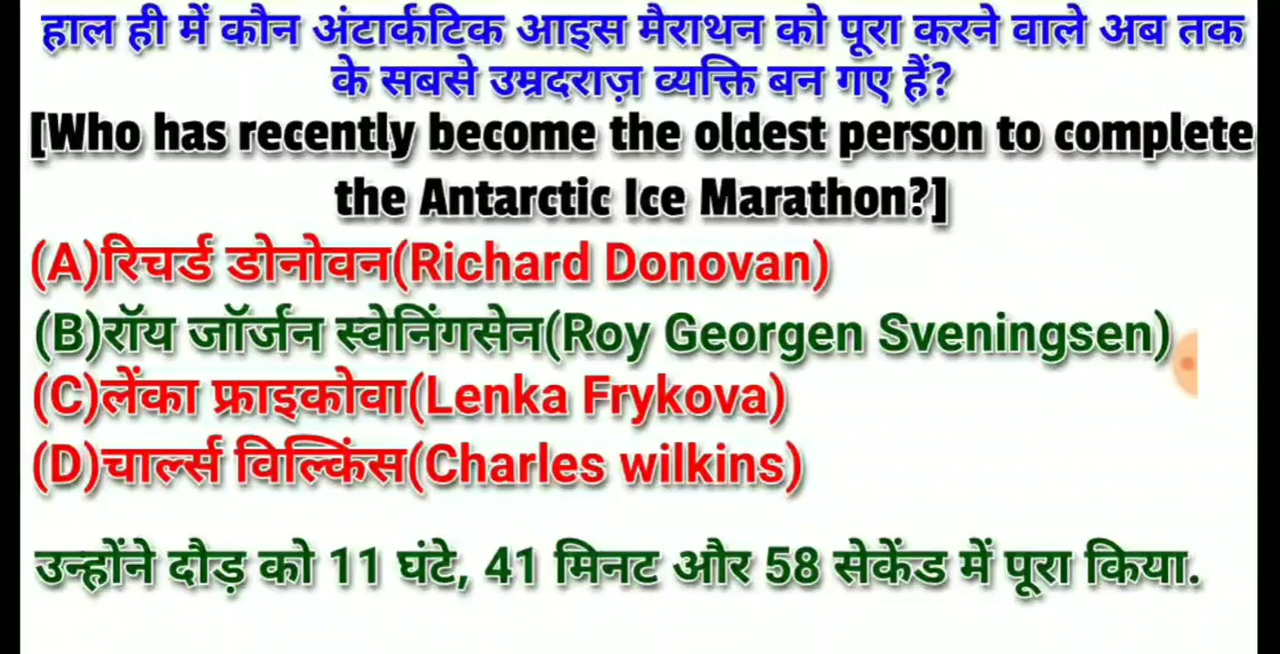 हाल ही में कौन अंटार्कटिक आइस मैराथन को पूरा करने वाले अब तक
के सबसे उम्रदराज़ व्यक्ति बन गए हैं?
[Who has recently become the oldest person to complete
the Antarctic Ice Marathon?]
(A)रिचर्ड डोनोवन(Richard Donovan)
(B)रॉय जॉर्जन स्वेनिंगसेन(Roy Georgen Sveningsen)
(C)लेंका फ्राइकोवा(Lenka Frykova)
(D)चार्ल्स विल्किंस(Charles wilkins)
उन्होंने दौड़ को 11 घंटे, 41 मिनट और 58 सेकेंड में पूरा किया.